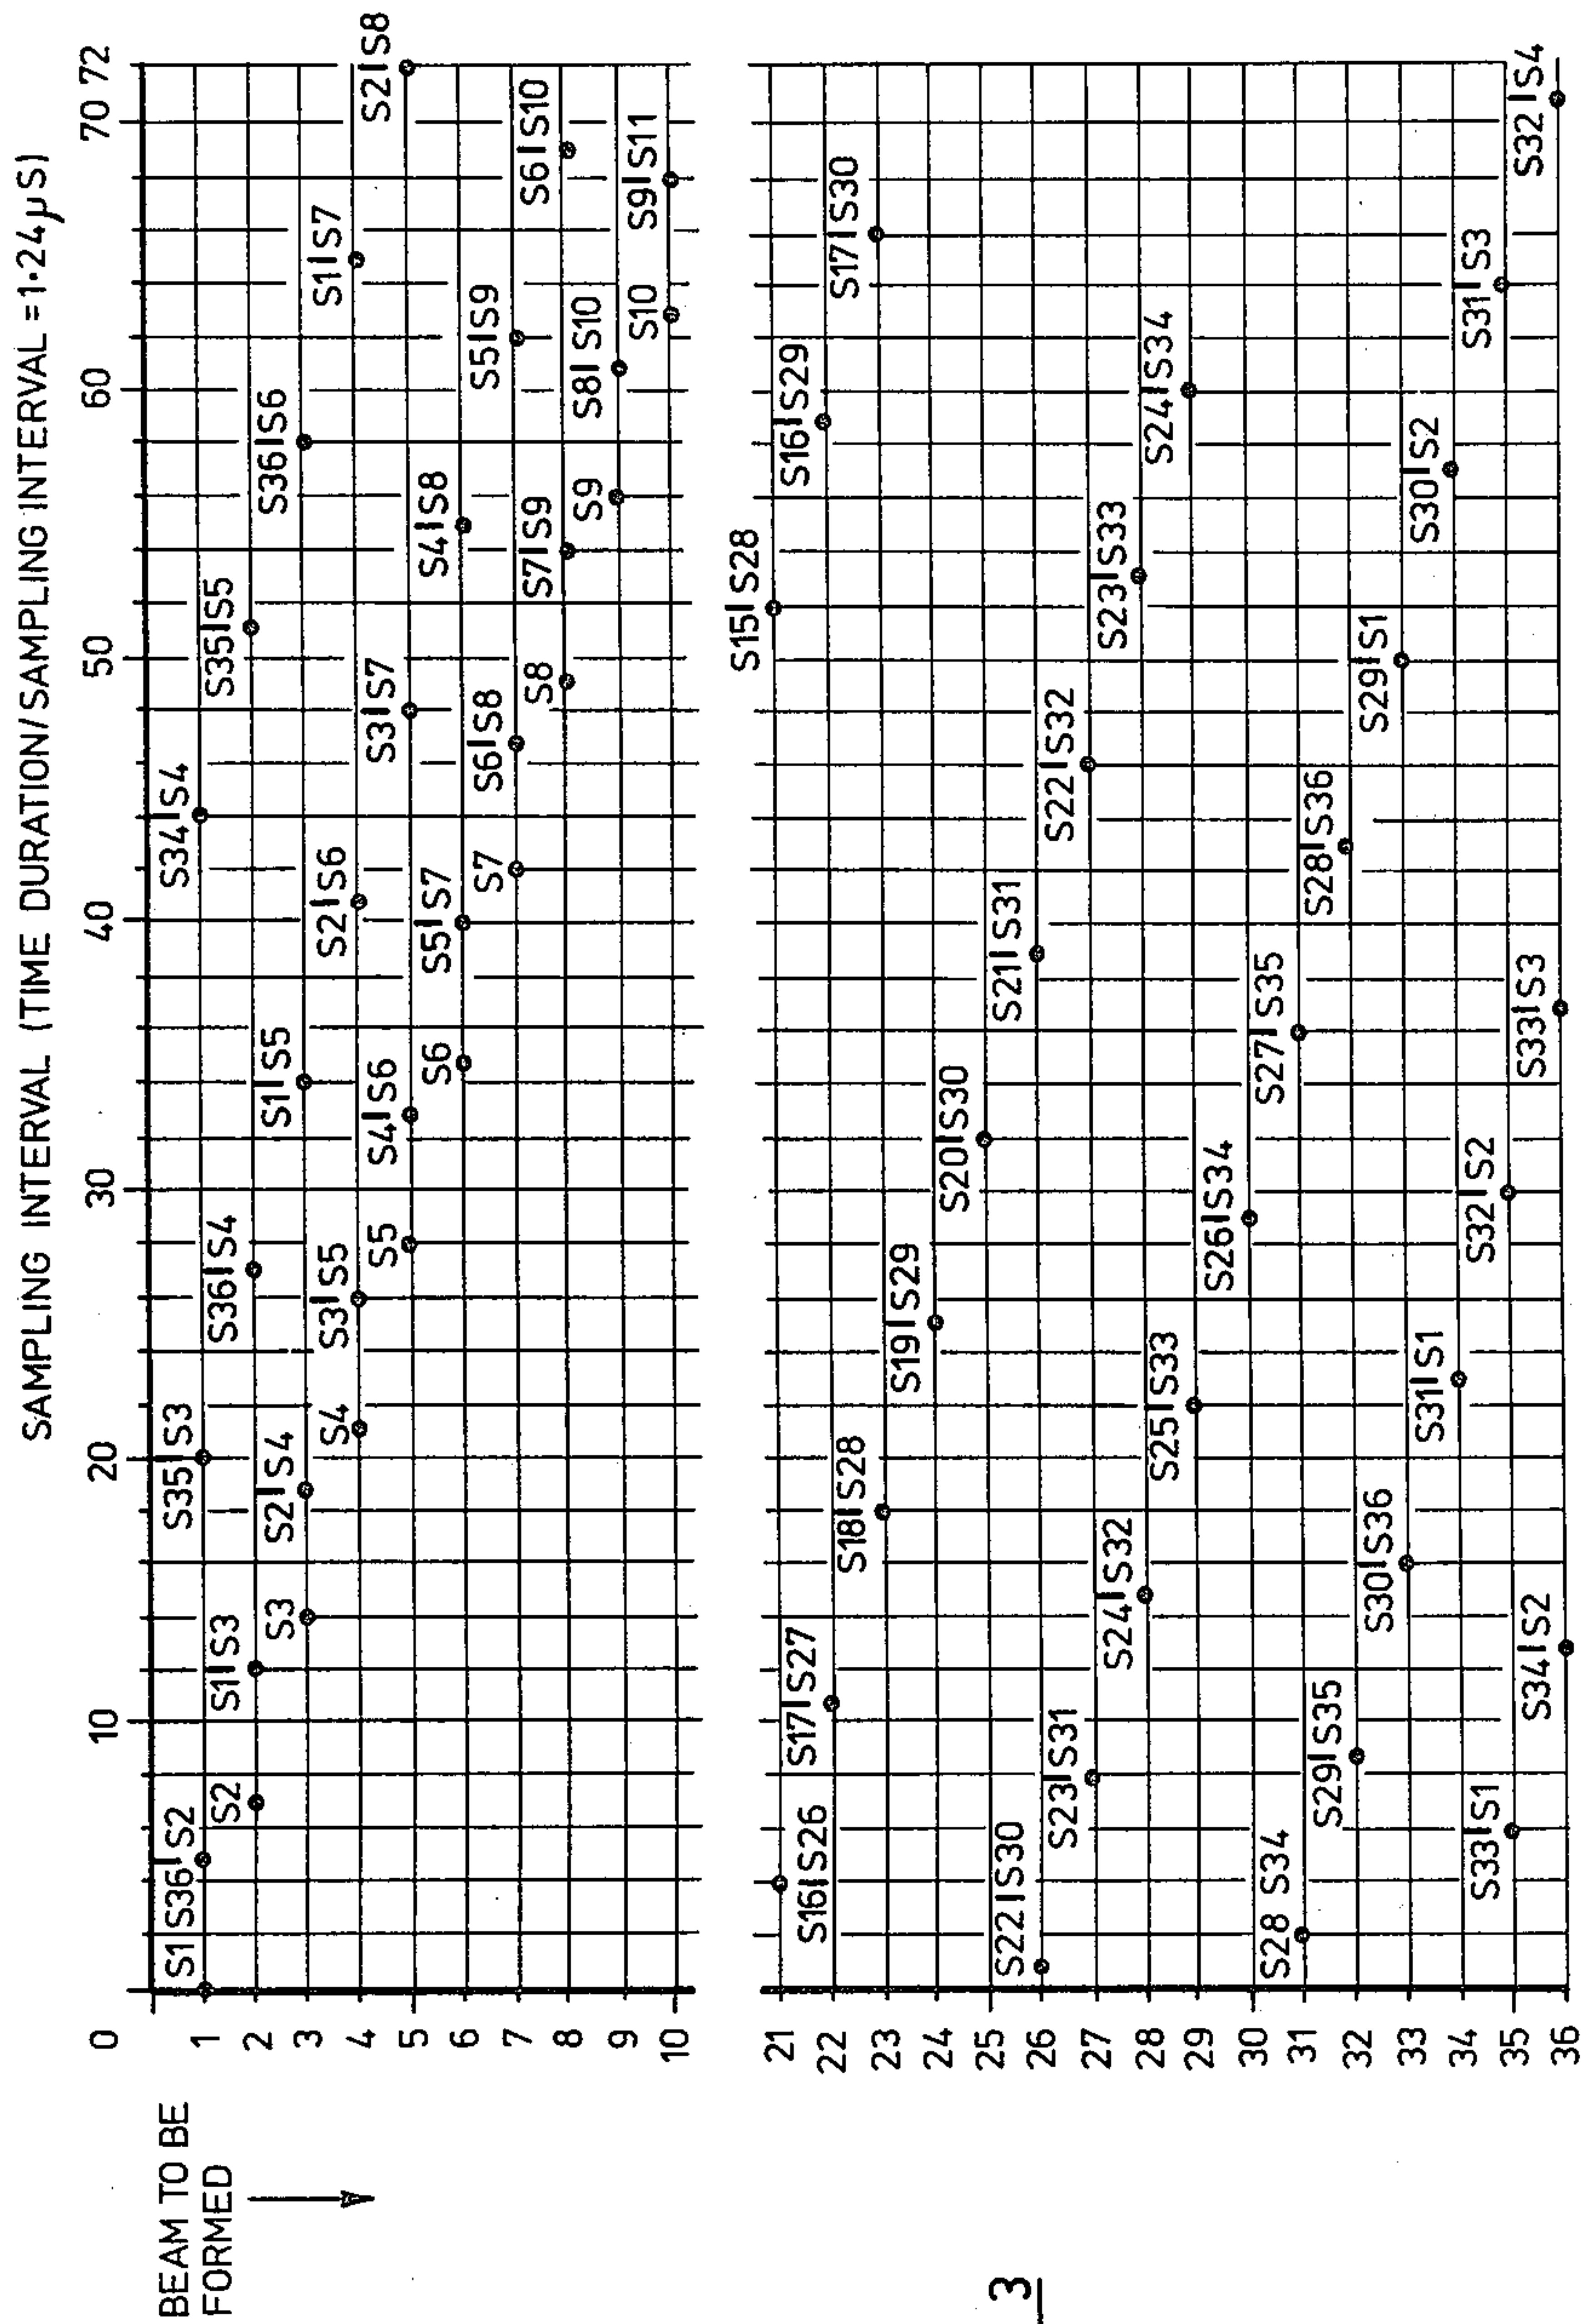 SAMPLING INTERVAL (TIME DURATION/SAMPLING INTERVAL = 1·24µS)
0 10 20 30 40 50 60 70 72
BEAM TO BE
FORMED
1 S1 S36|S2 S35|S3 S34|S4
2 S2 S1|S3 S36|S4 S35|S5
3 S3 S2|S4 S1|S5 S36|S6
4 S4 S3|S5 S2|S6 S1|S7
5 S5 S4|S6 S3|S7 S2|S8
6 S6 S5|S7 S4|S8
7 S7 S6|S8 S5|S9
8 S8 S7|S9 S6|S10
9 S9 S8|S10
10 S10 S9|S11
21 S16|S26 S15|S28
22 S17|S27 S16|S29
23 S18|S28 S17|S30
24 S19|S29
25 S20|S30
26 S22|S30 S21|S31
27 S23|S31 S22|S32
28 S24|S32 S23|S33
29 S25|S33 S24|S34
30 S26|S34
31 S28 S34 S27|S35
32 S29|S35 S28|S36
33 S30|S36 S29|S1
34 S31|S1 S30|S2
35 S33|S1 S32|S2 S31|S3
36 S34|S2 S33|S3 S32|S4
3